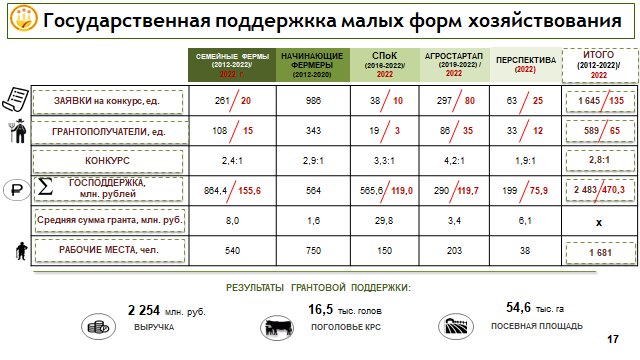 Государственная поддержкка малых форм хозяйствования
СЕМЕЙНЫЕ ФЕРМЫ (2012-2022)/ 2022 г. НАЧИНАЮЩИЕ ФЕРМЕРЫ (2012-2020) СПоК (2016-2022)/ 2022 АГРОСТАРТАП (2018-2022)/ 2022 ПЕРСПЕКТИВА (2022) ИТОГО (2012-2022)/ 2022
ЗАЯВКИ на конкурс, ед. 261/20 986 38/10 297/80 63/25 1 645/135
ГРАНТОПОЛУЧАТЕЛИ, ед. 108/15 343 19/3 86/35 33/12 589/65
КОНКУРС 2,4:1 2,9:1 3,3:1 4,2:1 1,9:1 2,8:1
∑ ГОСПОДДЕРЖКА, млн. рублей 864,4/155,6 564 565,6/119,0 290/119,7 199/75,9 2 483/470,3
Средняя сумма гранта, млн. руб. 8,0 1,6 29,8 3,4 6,1 х
РАБОЧИЕ МЕСТА, чел. 540 750 150 203 38 1 681
РЕЗУЛЬТАТЫ ГРАНТОВОЙ ПОДДЕРЖКИ:
2 254 млн. руб. 16,5 тыс. голов 54,6 тыс. га
ВЫРУЧКА ПОГОЛОВЬЕ КРС ПОСЕВНАЯ ПЛОЩАДЬ
17